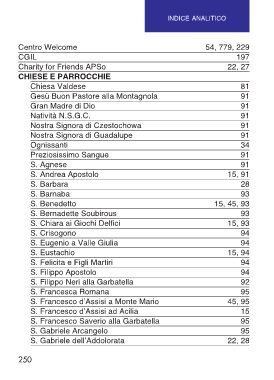 INDICE ANALITICO
Centro Welcome 54, 779, 229
CGIL 197
Charity for Friends APSo 22, 27
CHIESE E PARROCCHIE
Chiesa Valdese 81
Gesù Buon Pastore alla Montagnola 91
Gran Madre di Dio 91
Natività N.S.G.C. 91
Nostra Signora di Czestochowa 91
Nostra Signora di Guadalupe 91
Ognissanti 34
Preziosissimo Sangue 91
S. Agnese 91
S. Andrea Apostolo 15, 91
S. Barbara 28
S. Barnaba 93
S. Benedetto 15, 45, 93
S. Bernadette Soubirous 93
S. Chiara ai Giochi Delfici 15, 93
S. Crisogono 94
S. Eugenio a Valle Giulia 94
S. Eustachio 15, 94
S. Felicita e Figli Martiri 94
S. Filippo Apostolo 94
S. Filippo Neri alla Garbatella 92
S. Francesca Romana 95
S. Francesco d'Assisi a Monte Mario 45, 95
S. Francesco d'Assisi ad Acilia 15
S. Francesco Saverio alla Garbatella 95
S. Gabriele Arcangelo 95
S. Gabriele dell'Addolorata 22, 28
250